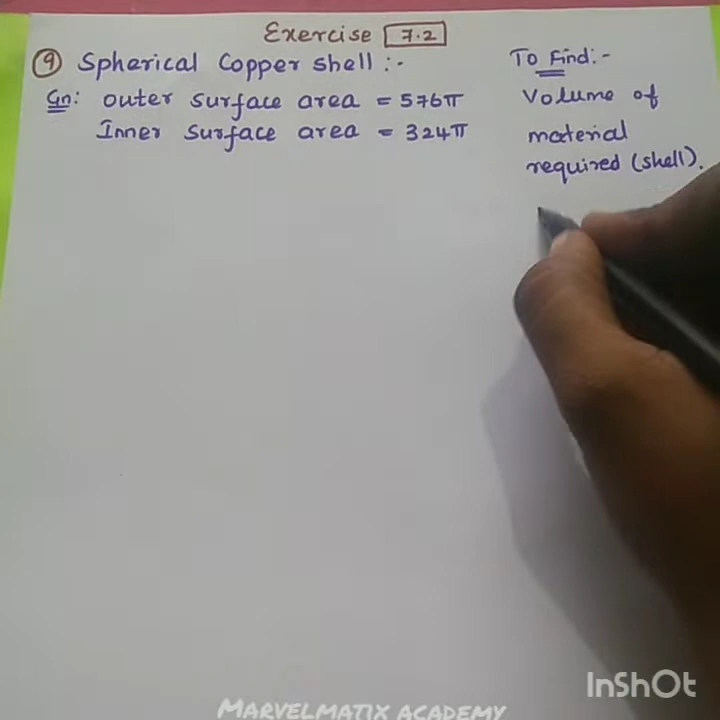 Exercise 7.2
9 Spherical Copper shell :-
Gn: outer surface area = 576π
Inner surface area = 324π
To Find:-
Volume of
material
required (shell).
InShOt
MARVELMATIX ACADEMY